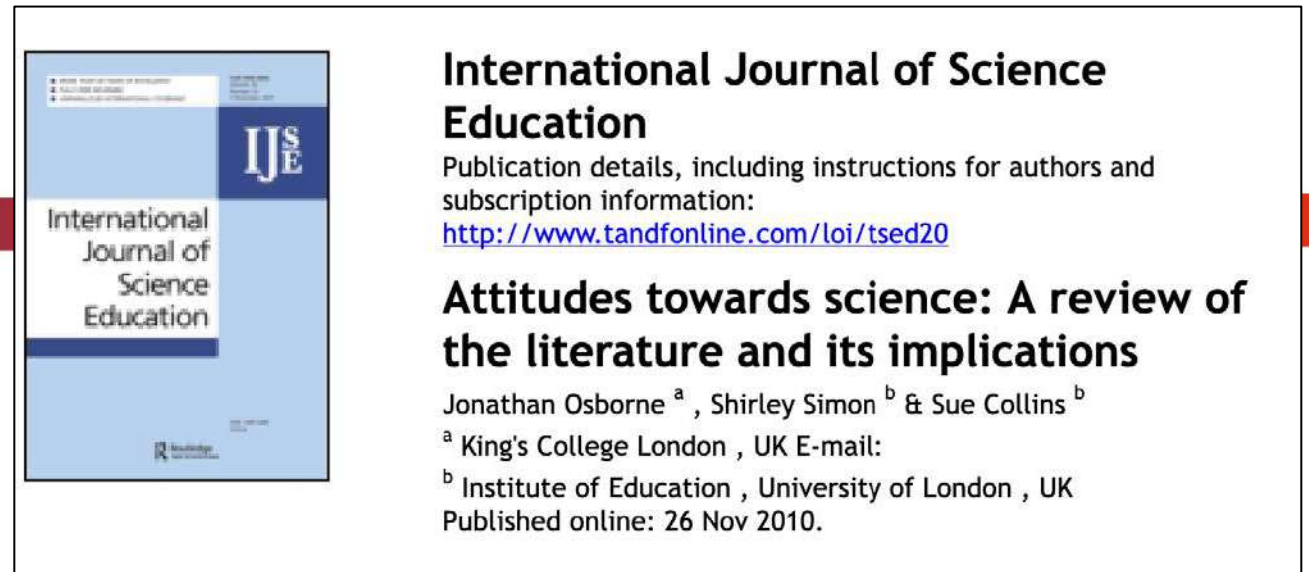 IJSE
International
Journal of
Science
Education
Routledge
International Journal of Science
Education
Publication details, including instructions for authors and
subscription information:
http://www.tandfonline.com/loi/tsed20
Attitudes towards science: A review of
the literature and its implications
Jonathan Osborne a , Shirley Simon b & Sue Collins b
a King's College London , UK E-mail:
b Institute of Education , University of London , UK
Published online: 26 Nov 2010.